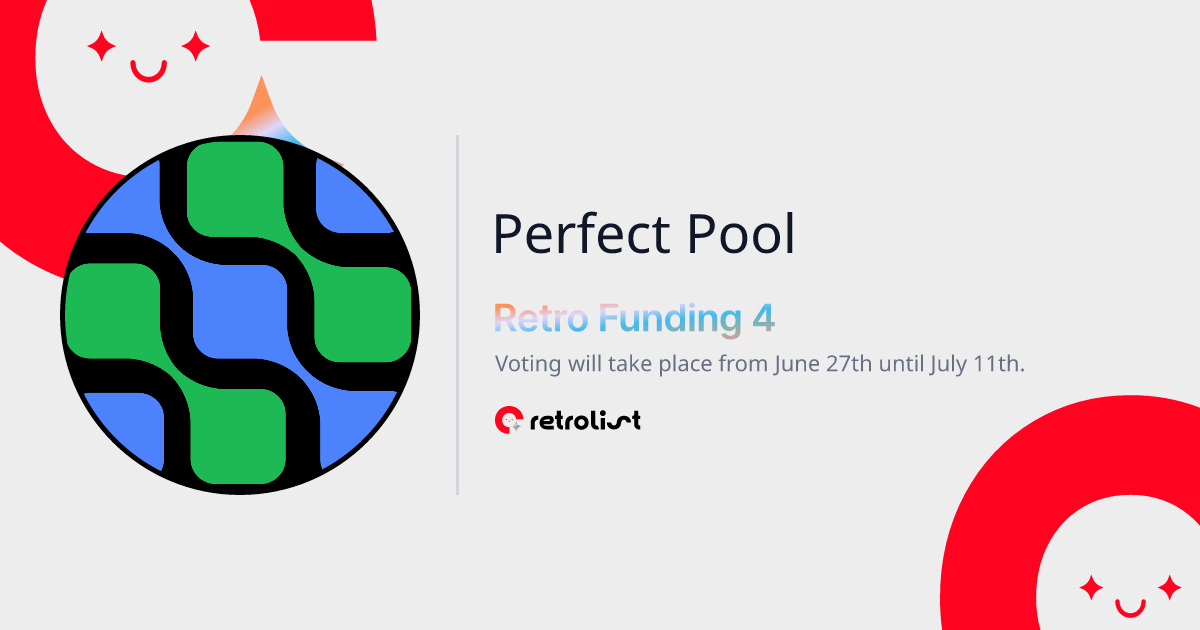 Perfect Pool
Retro Funding 4
Voting will take place from June 27th until July 11th.
retrolist